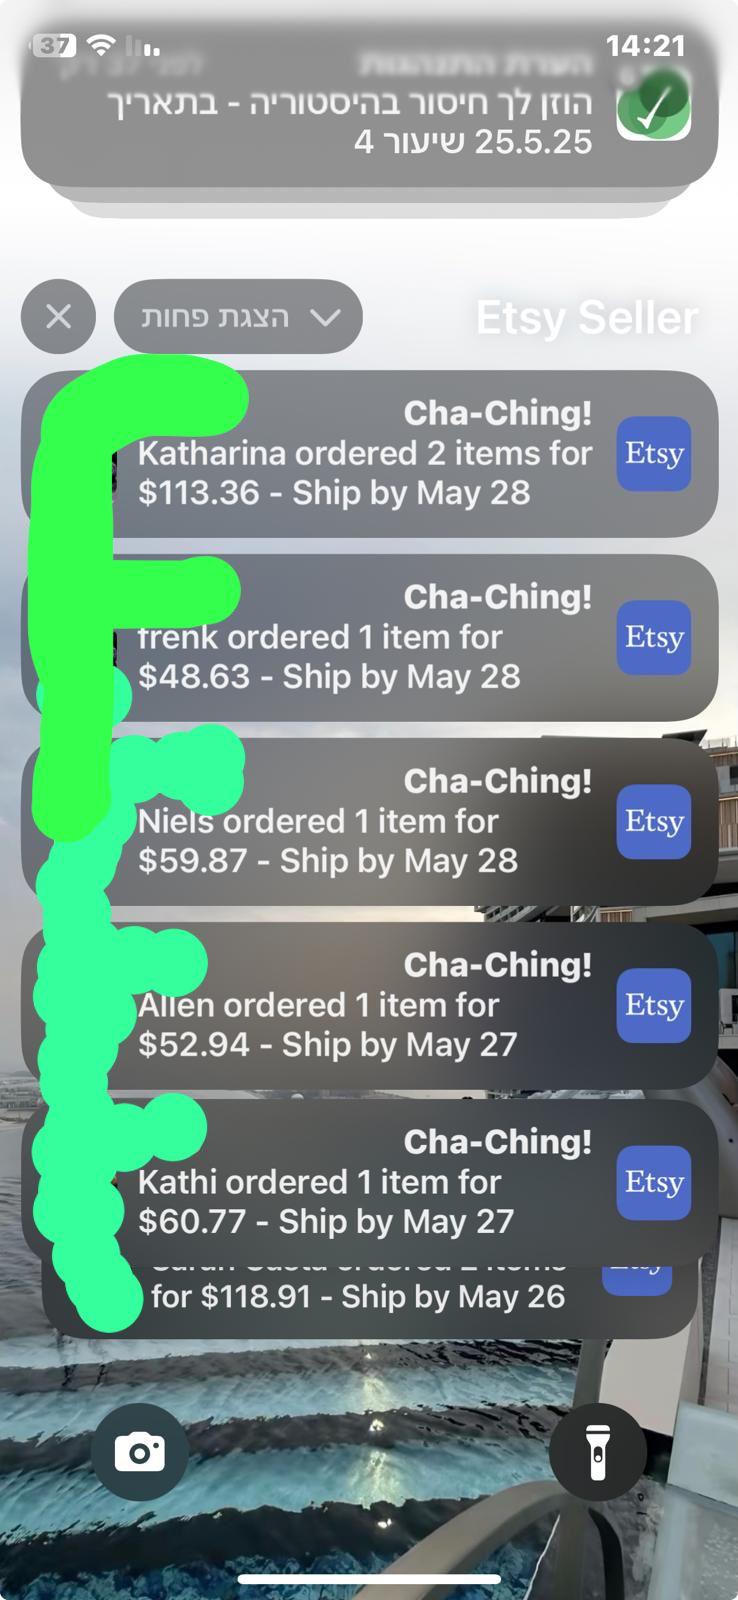 37
14:21
הערת התנהגות
הוזן לך חיסור בהיסטוריה - בתאריך
25.5.25 שיעור 4
הצגת פחות
Etsy Seller
Cha-Ching!
Katharina ordered 2 items for
$113.36 - Ship by May 28
Etsy
Cha-Ching!
frenk ordered 1 item for
$48.63 - Ship by May 28
Etsy
Cha-Ching!
Niels ordered 1 item for
$59.87 - Ship by May 28
Etsy
Cha-Ching!
Allen ordered 1 item for
$52.94 - Ship by May 27
Etsy
Cha-Ching!
Kathi ordered 1 item for
$60.77 - Ship by May 27
Etsy
ordered 2 items
for $118.91 - Ship by May 26
Etsy